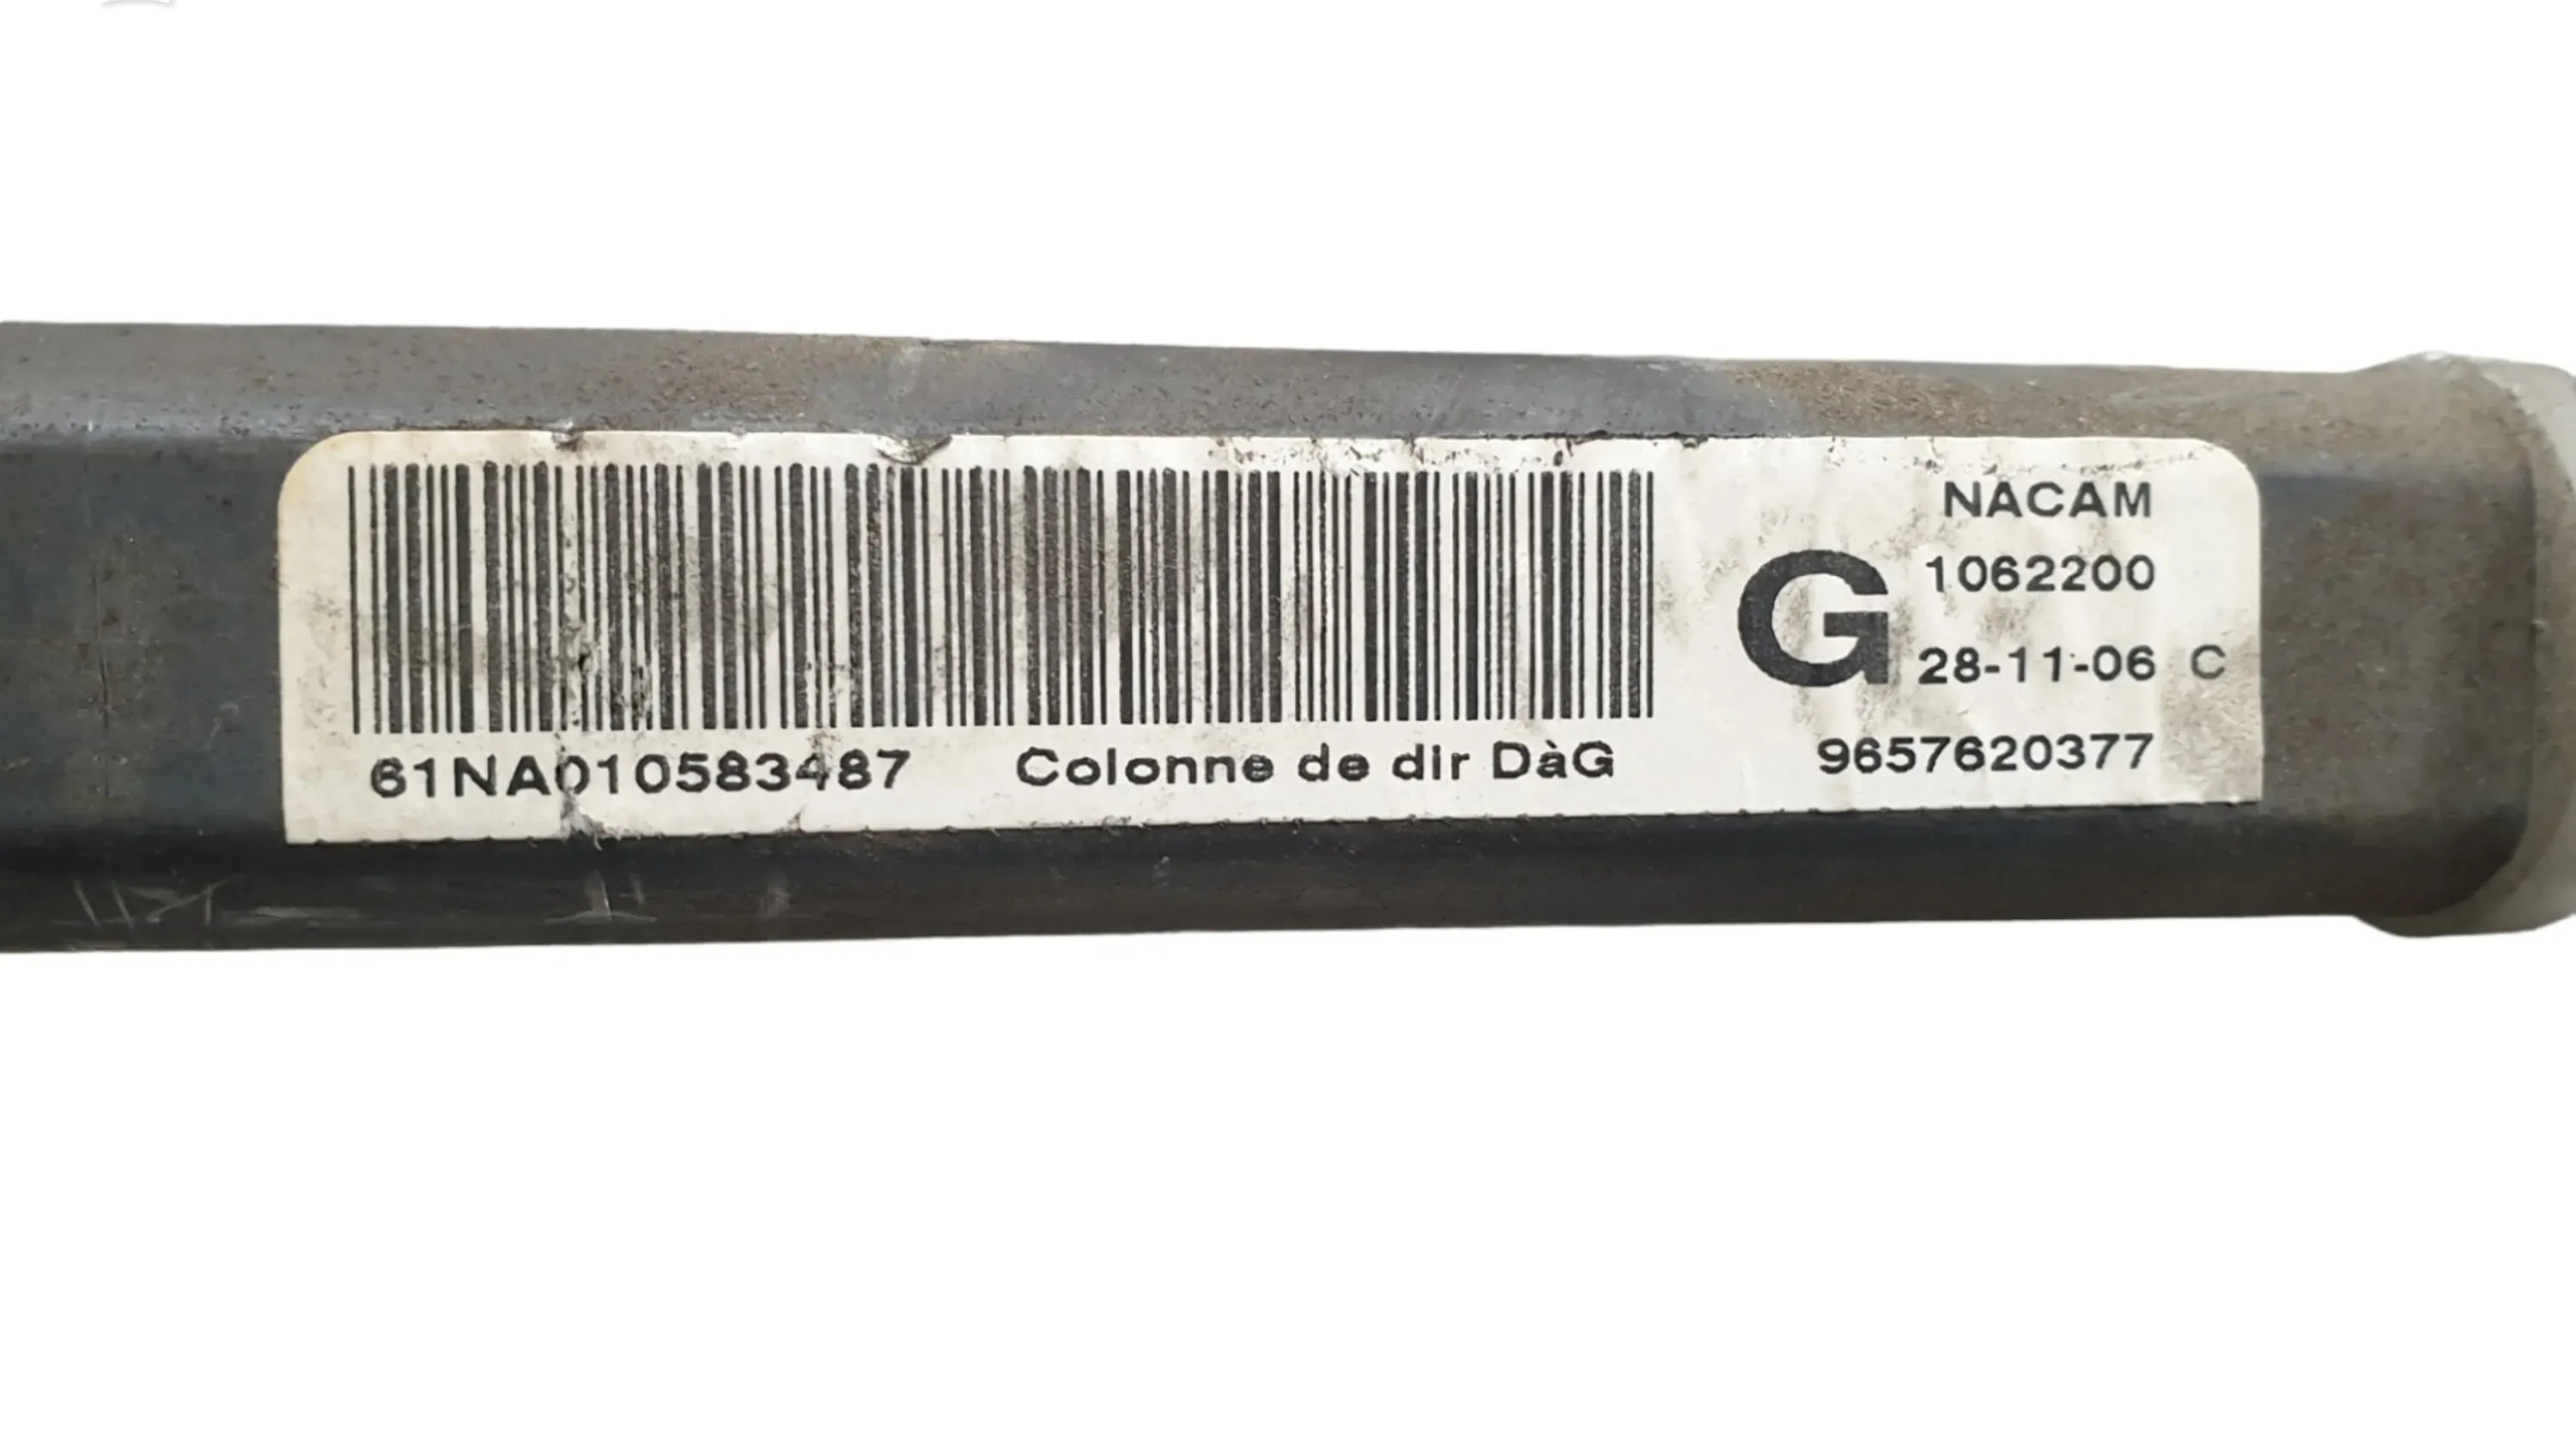 NACAM
G 1062200
28-11-06 C
61NA010583487 Colonne de dir DàG 9657620377